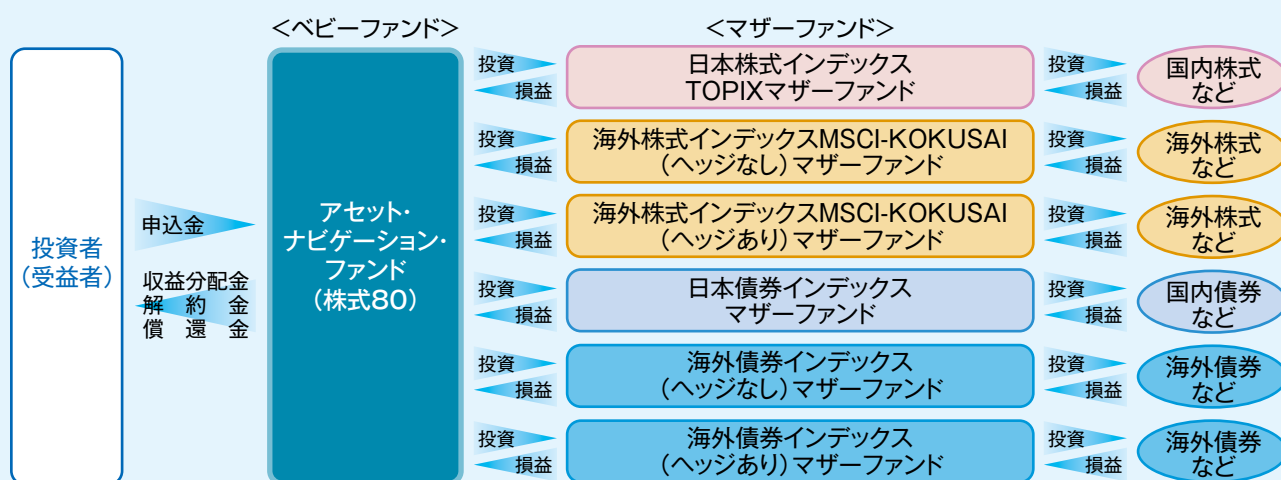 <ベビーファンド>
<マザーファンド>
投資者
(受益者)
申込金
収益分配金
解約金
償還金
アセット・
ナビゲーション・
ファンド
(株式80)
投資
損益
日本株式インデックス
TOPIXマザーファンド
投資
損益
国内株式
など
投資
損益
海外株式インデックスMSCI-KOKUSAI
(ヘッジなし)マザーファンド
投資
損益
海外株式
など
投資
損益
海外株式インデックスMSCI-KOKUSAI
(ヘッジあり)マザーファンド
投資
損益
海外株式
など
投資
損益
日本債券インデックス
マザーファンド
投資
損益
国内債券
など
投資
損益
海外債券インデックス
(ヘッジなし)マザーファンド
投資
損益
海外債券
など
投資
損益
海外債券インデックス
(ヘッジあり)マザーファンド
投資
損益
海外債券
など